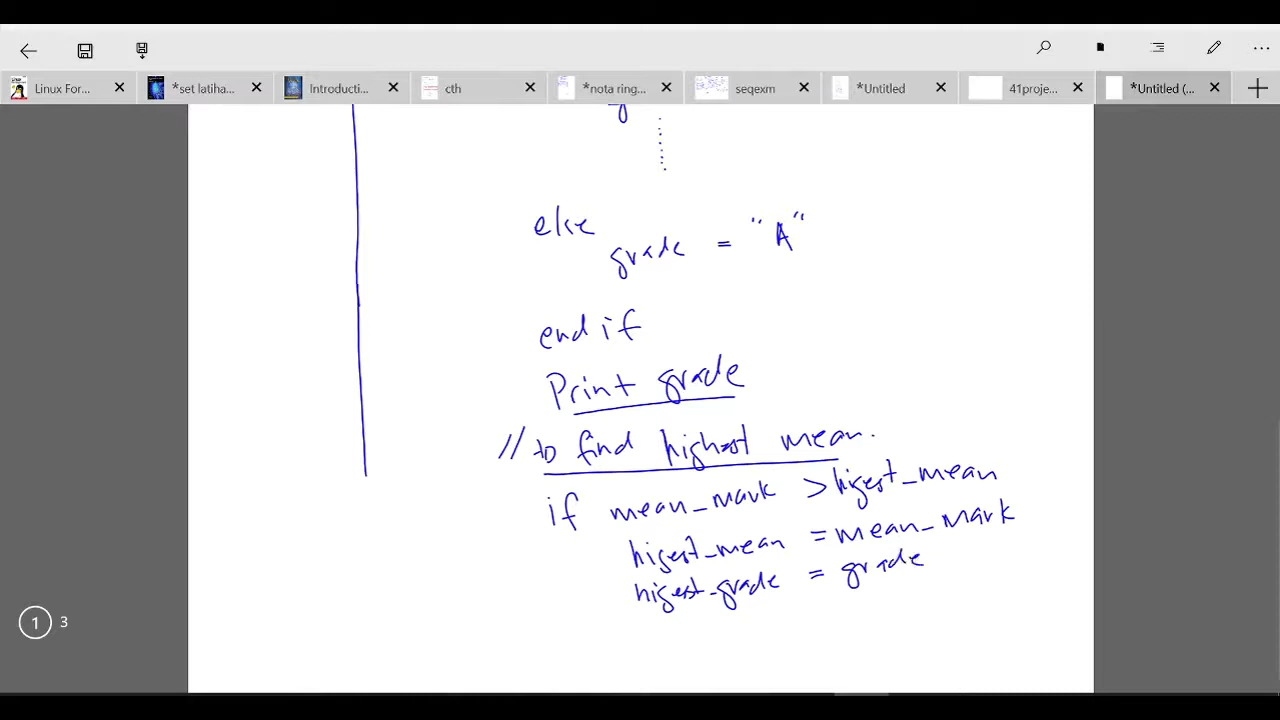 Linux For...
*set latiha...
Introducti...
cth
*nota ring...
seqexm
*Untitled
41proje...
*Untitled (...
else
grade = "A"
end if
Print grade
// to find highest mean.
if mean_mark > higest_mean
higest_mean = mean_mark
higest_grade = grade
1 3